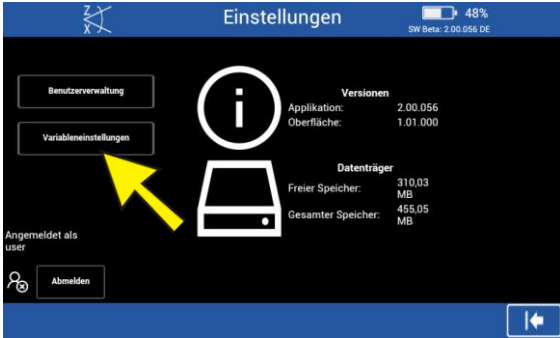 Z
X X
Einstellungen
48%
SW Beta: 2.00.056 DE
Benutzerverwaltung
Variableneinstellungen
Versionen
Applikation: 2.00.056
Oberfläche: 1.01.000
Datenträger
Freier Speicher: 310,03 MB
Gesamter Speicher: 455,05 MB
Angemeldet als
user
Abmelden